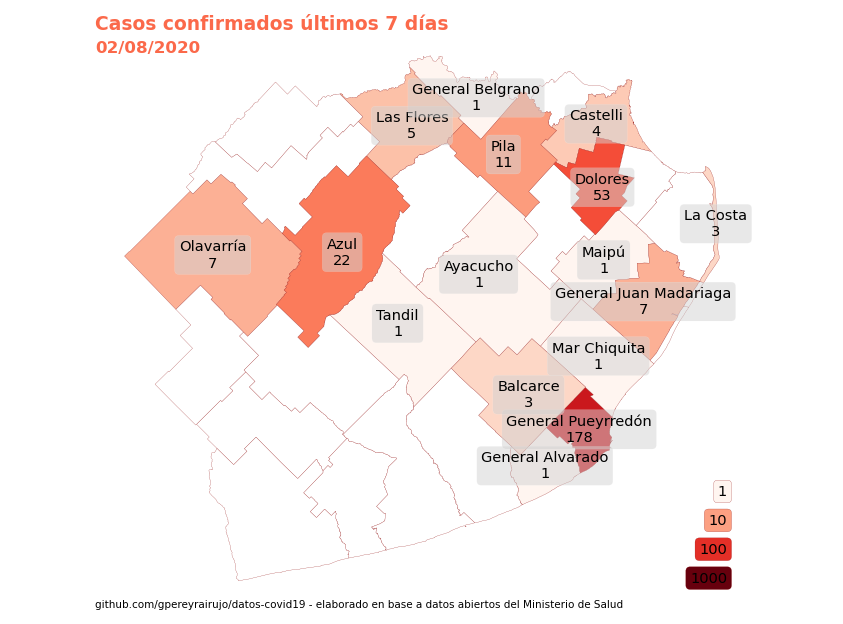 Casos confirmados últimos 7 días
02/08/2020
General Belgrano
1
Las Flores
5
Castelli
4
Pila
11
Dolores
53
La Costa
3
Olavarría
7
Azul
22
Maipú
1
Ayacucho
1
General Juan Madariaga
7
Tandil
1
Mar Chiquita
1
Balcarce
3
General Pueyrredón
178
General Alvarado
1
1
10
100
1000
github.com/gpereyrairujo/datos-covid19 - elaborado en base a datos abiertos del Ministerio de Salud